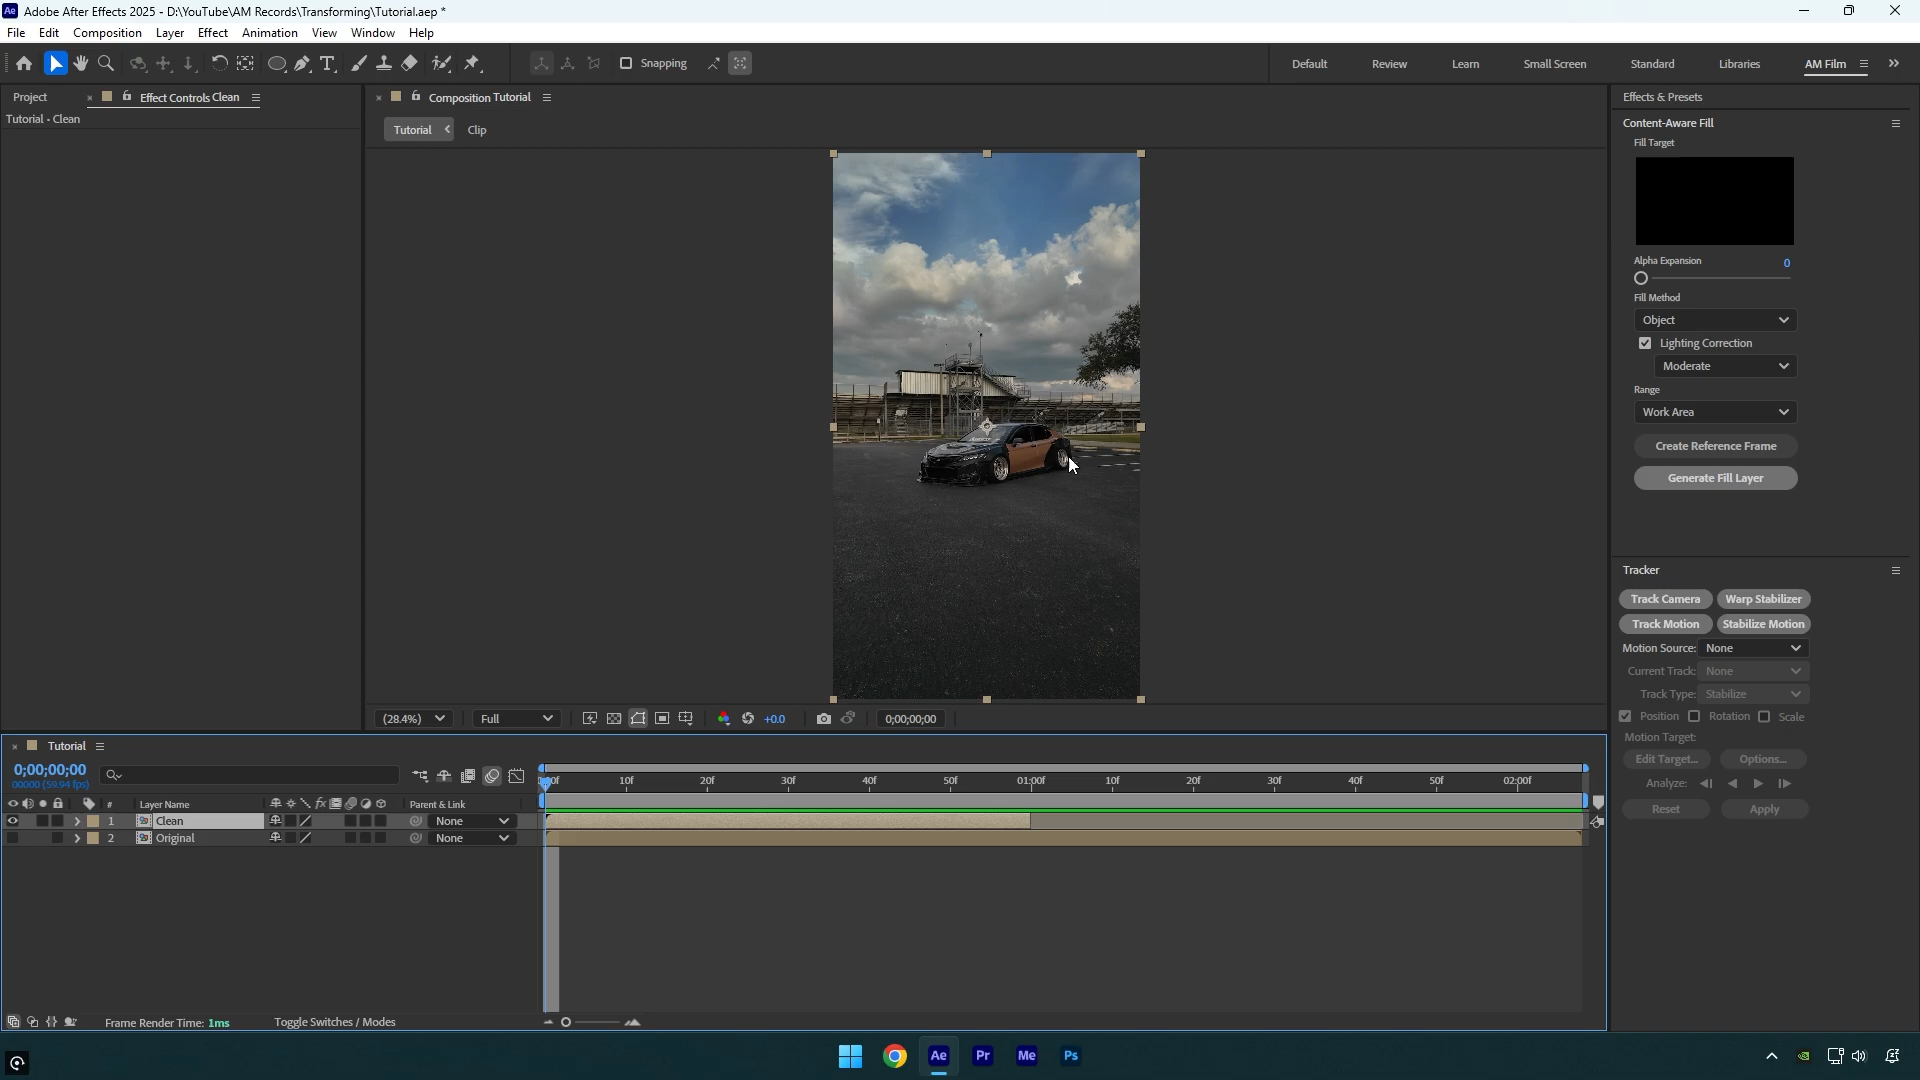 Adobe After Effects 2025 - D:\YouTube\AM Records\Transforming\Tutorial.aep *
File Edit Composition Layer Effect Animation View Window Help
Snapping
Default Review Learn Small Screen Standard Libraries AM Film
Project Effect Controls Clean
Tutorial - Clean
Composition Tutorial
Tutorial Clip
Effects & Presets
Content-Aware Fill
Fill Target
Alpha Expansion 0
Fill Method
Object
Lighting Correction
Moderate
Range
Work Area
Create Reference Frame
Generate Fill Layer
Tracker
Track Camera Warp Stabilizer
Track Motion Stabilize Motion
Motion Source: None
Current Track: None
Track Type: Stabilize
Position Rotation Scale
Motion Target:
Edit Target... Options...
Analyze:
Reset Apply
(28.4%) Full +0.0 0;00;00;00
Tutorial
0;00;00;00
00000 (59.94 fps)
10f 20f 30f 40f 50f 01:00f 10f 20f 30f 40f 50f 02:00f
# Layer Name Parent & Link
1 Clean None
2 Original None
Frame Render Time: 1ms Toggle Switches / Modes
Ae Pr Me Ps